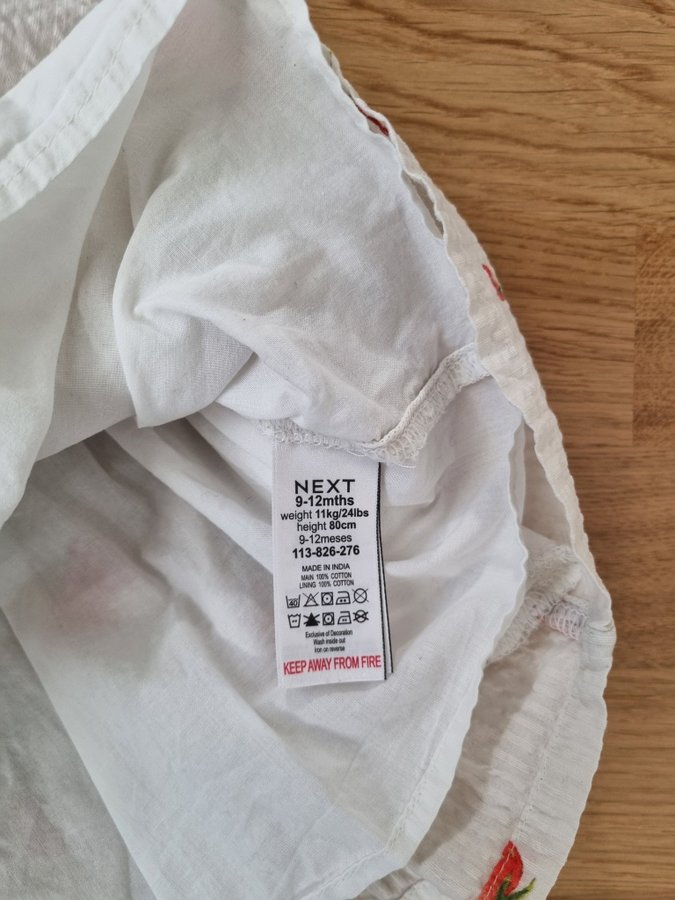 NEXT
9-12mths
weight 11kg/24lbs
height 80cm
9-12meses
113-826-276
MADE IN INDIA
MAIN 100% COTTON
LINING 100% COTTON
40
Exclusive of Decoration
Wash inside out
Iron on reverse
KEEP AWAY FROM FIRE